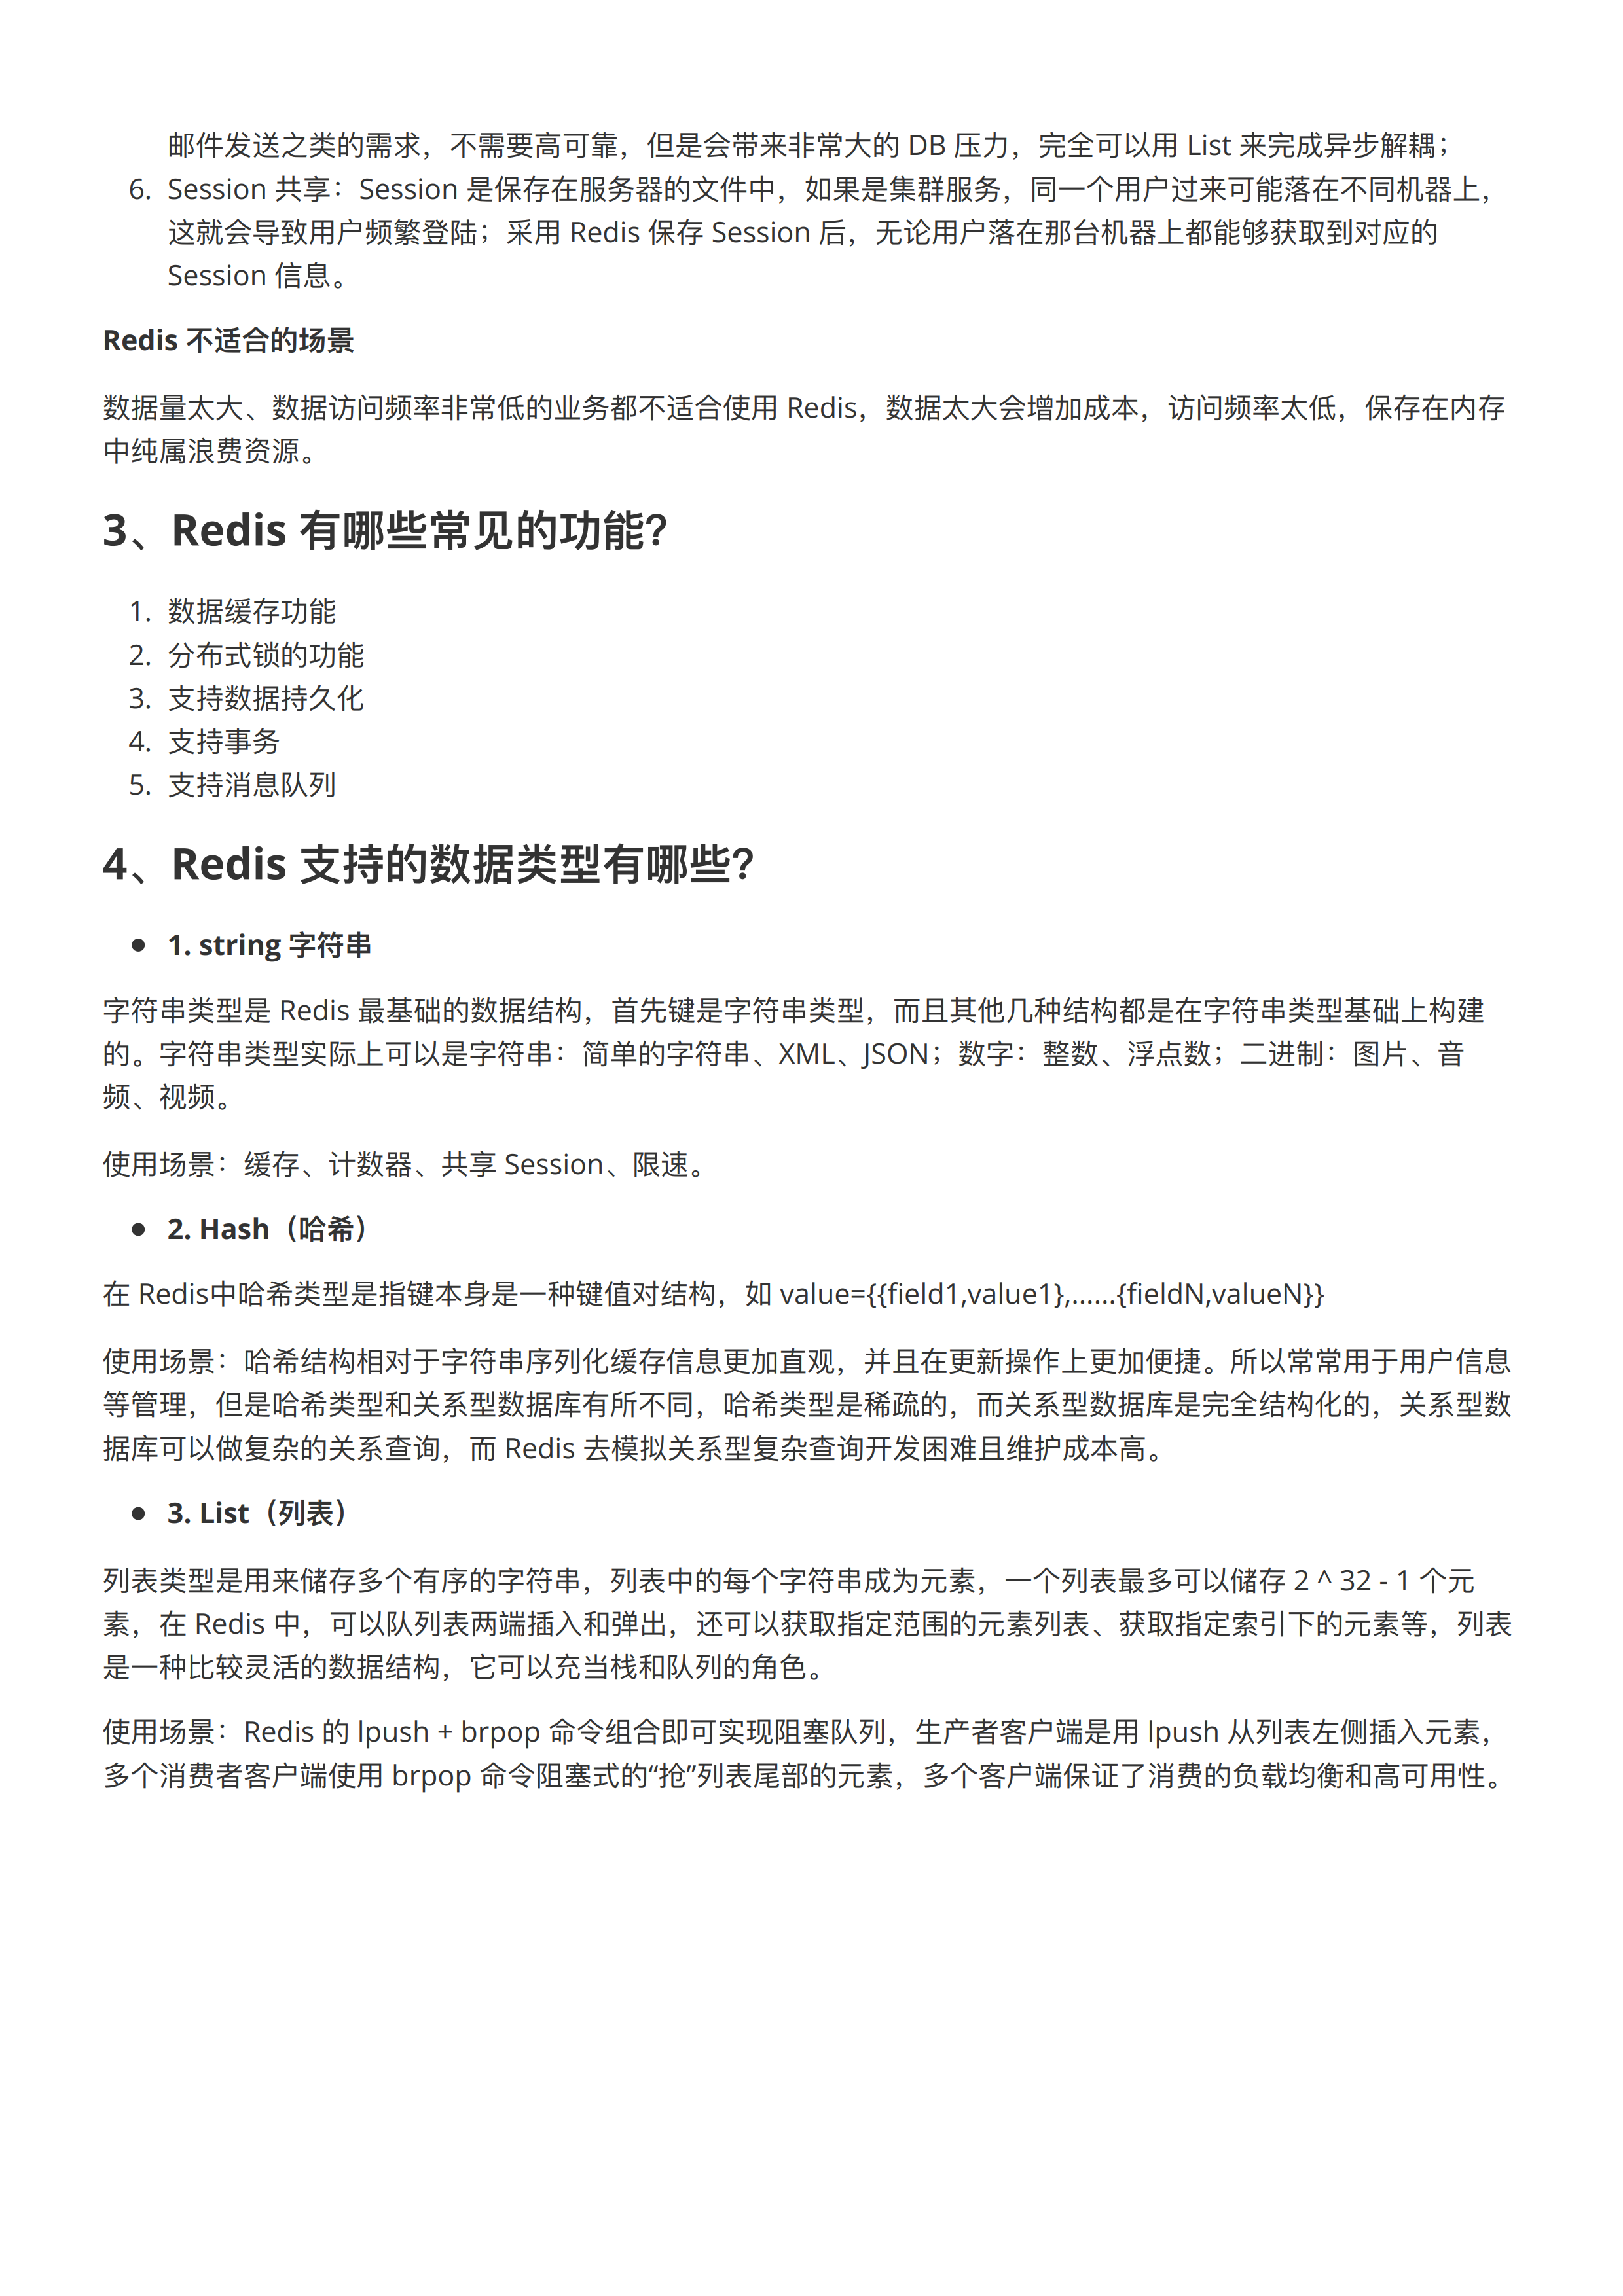 邮件发送之类的需求，不需要高可靠，但是会带来非常大的 DB 压力，完全可以用 List 来完成异步解耦；
6. Session 共享：Session 是保存在服务器的文件中，如果是集群服务，同一个用户过来可能落在不同机器上，
这就会导致用户频繁登陆；采用 Redis 保存 Session 后，无论用户落在那台机器上都能够获取到对应的
Session 信息。
Redis 不适合的场景
数据量太大、数据访问频率非常低的业务都不适合使用 Redis，数据太大会增加成本，访问频率太低，保存在内存
中纯属浪费资源。
3、Redis 有哪些常见的功能？
1. 数据缓存功能
2. 分布式锁的功能
3. 支持数据持久化
4. 支持事务
5. 支持消息队列
4、Redis 支持的数据类型有哪些？
● 1. string 字符串
字符串类型是 Redis 最基础的数据结构，首先键是字符串类型，而且其他几种结构都是在字符串类型基础上构建
的。字符串类型实际上可以是字符串：简单的字符串、XML、JSON；数字：整数、浮点数；二进制：图片、音
频、视频。
使用场景：缓存、计数器、共享 Session、限速。
● 2. Hash（哈希）
在 Redis中哈希类型是指键本身是一种键值对结构，如 value={{field1,value1},......{fieldN,valueN}}
使用场景：哈希结构相对于字符串序列化缓存信息更加直观，并且在更新操作上更加便捷。所以常常用于用户信息
等管理，但是哈希类型和关系型数据库有所不同，哈希类型是稀疏的，而关系型数据库是完全结构化的，关系型数
据库可以做复杂的关系查询，而 Redis 去模拟关系型复杂查询开发困难且维护成本高。
● 3. List（列表）
列表类型是用来储存多个有序的字符串，列表中的每个字符串成为元素，一个列表最多可以储存 2 ^ 32 - 1 个元
素，在 Redis 中，可以队列表两端插入和弹出，还可以获取指定范围的元素列表、获取指定索引下的元素等，列表
是一种比较灵活的数据结构，它可以充当栈和队列的角色。
使用场景：Redis 的 lpush + brpop 命令组合即可实现阻塞队列，生产者客户端是用 lpush 从列表左侧插入元素，
多个消费者客户端使用 brpop 命令阻塞式的“抢”列表尾部的元素，多个客户端保证了消费的负载均衡和高可用性。